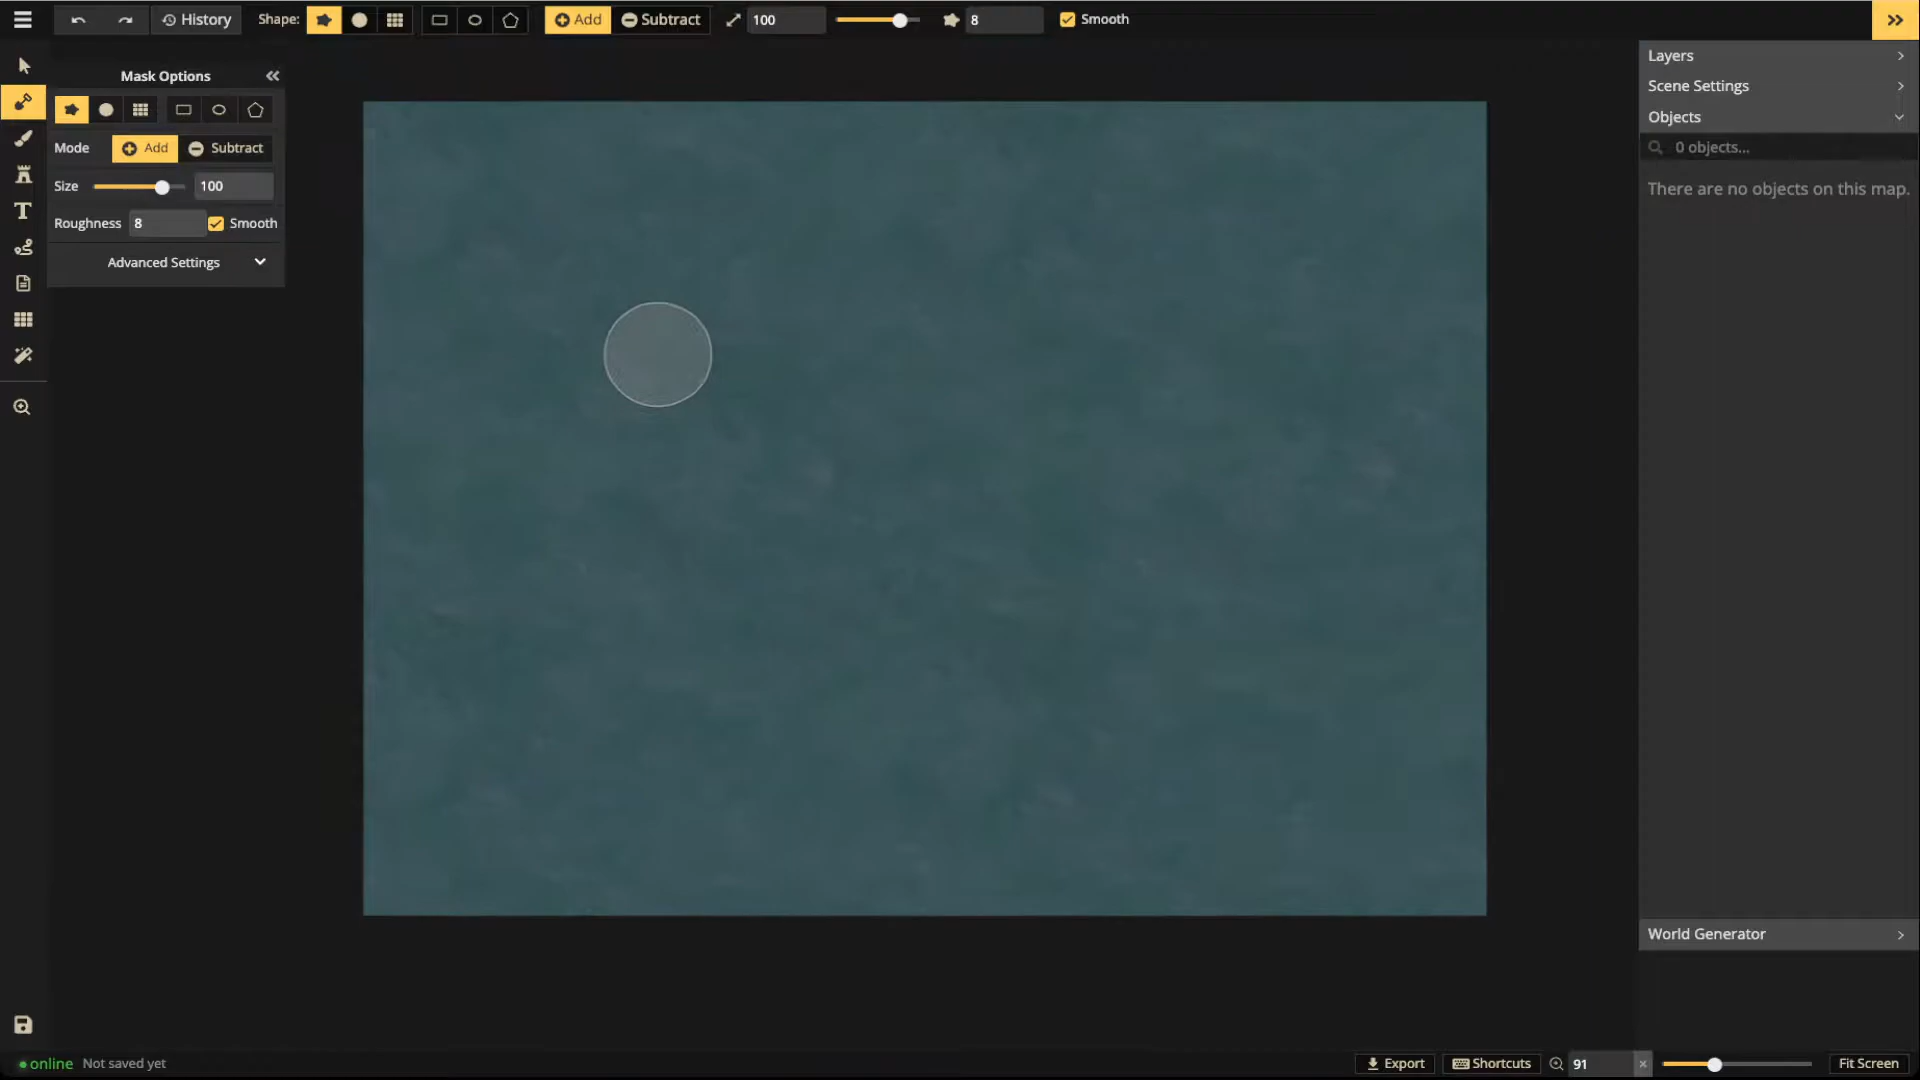 History Shape: Add Subtract 100 8 Smooth
Mask Options
Mode Add Subtract
Size 100
Roughness 8 Smooth
Advanced Settings
Layers
Scene Settings
Objects
0 objects...
There are no objects on this map.
World Generator
online Not saved yet
Export Shortcuts 91 × Fit Screen